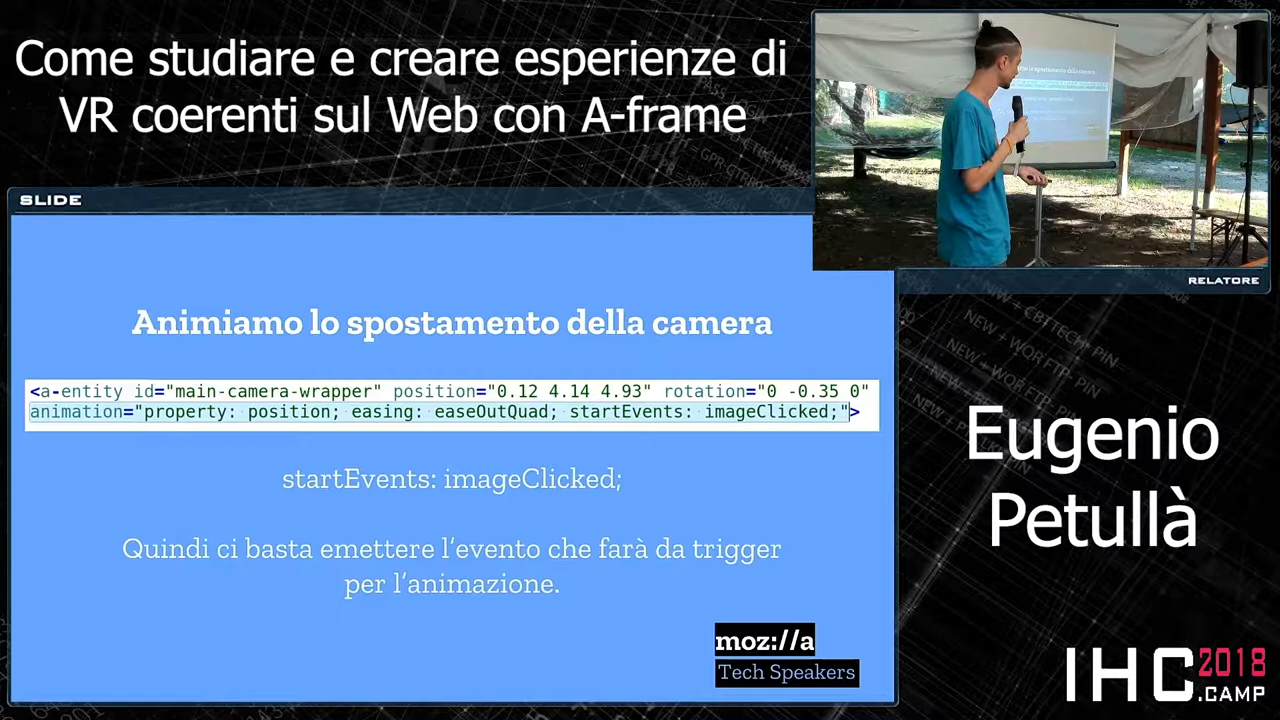 Come studiare e creare esperienze di
VR coerenti sul Web con A-frame
SLIDE
Animiamo lo spostamento della camera
<a-entity id="main-camera-wrapper" position="0.12 4.14 4.93" rotation="0 -0.35 0"
animation="property: position; easing: easeOutQuad; startEvents: imageClicked;">
startEvents: imageClicked;
Quindi ci basta emettere l’evento che farà da trigger
per l’animazione.
moz://a
Tech Speakers
RELATORE
Eugenio
Petullà
IHC2018
.CAMP